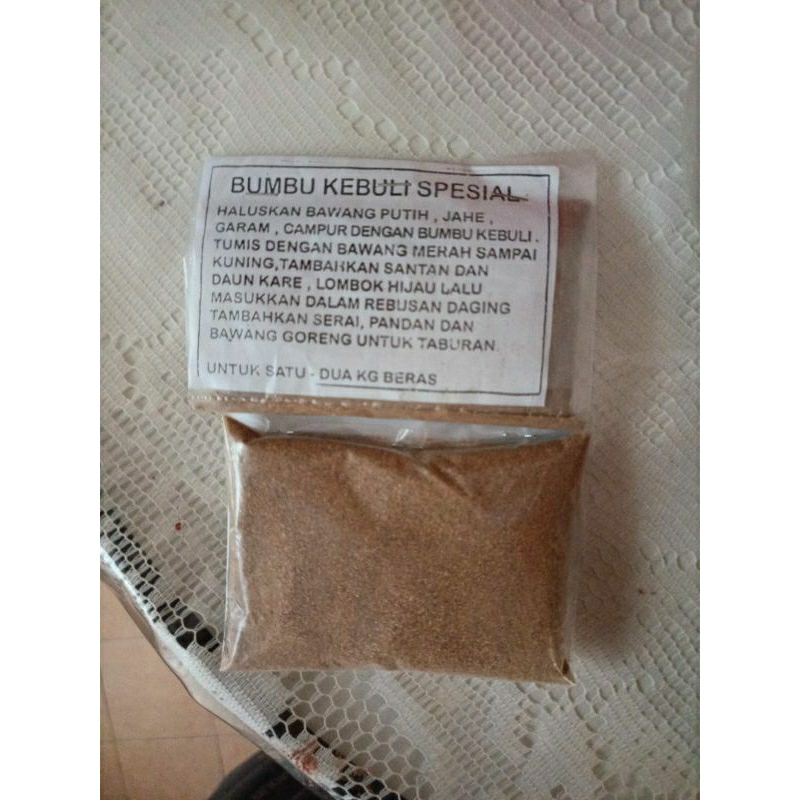 BUMBU KEBULI SPESIAL
HALUSKAN BAWANG PUTIH , JAHE ,
GARAM , CAMPUR DENGAN BUMBU KEBULI .
TUMIS DENGAN BAWANG MERAH SAMPAI
KUNING,TAMBAHKAN SANTAN DAN
DAUN KARE , LOMBOK HIJAU LALU
MASUKKAN DALAM REBUSAN DAGING
TAMBAHKAN SERAI, PANDAN DAN
BAWANG GORENG UNTUK TABURAN.
UNTUK SATU - DUA KG BERAS